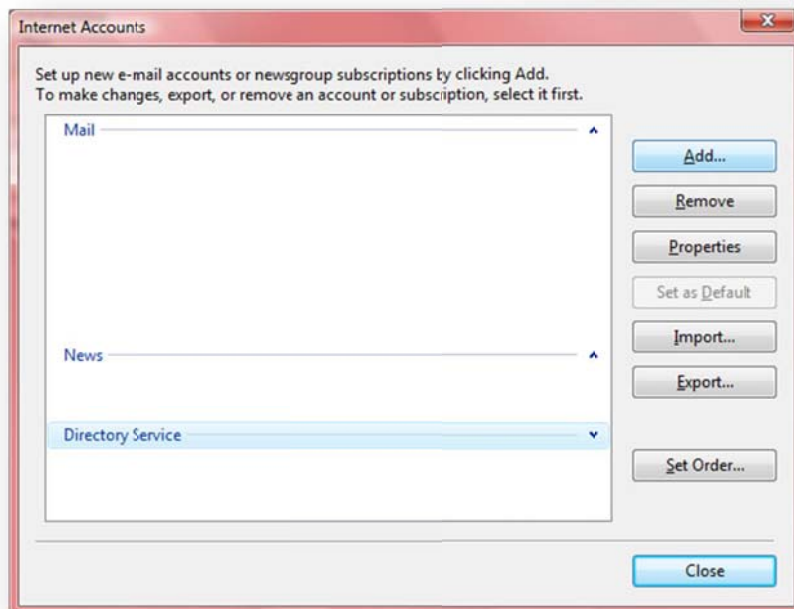 Internet Accounts
Set up new e-mail accounts or newsgroup subscriptions by clicking Add.
To make changes, export, or remove an account or subscription, select it first.
Mail
Add...
Remove
Properties
Set as Default
News
Import...
Export...
Directory Service
Set Order...
Close